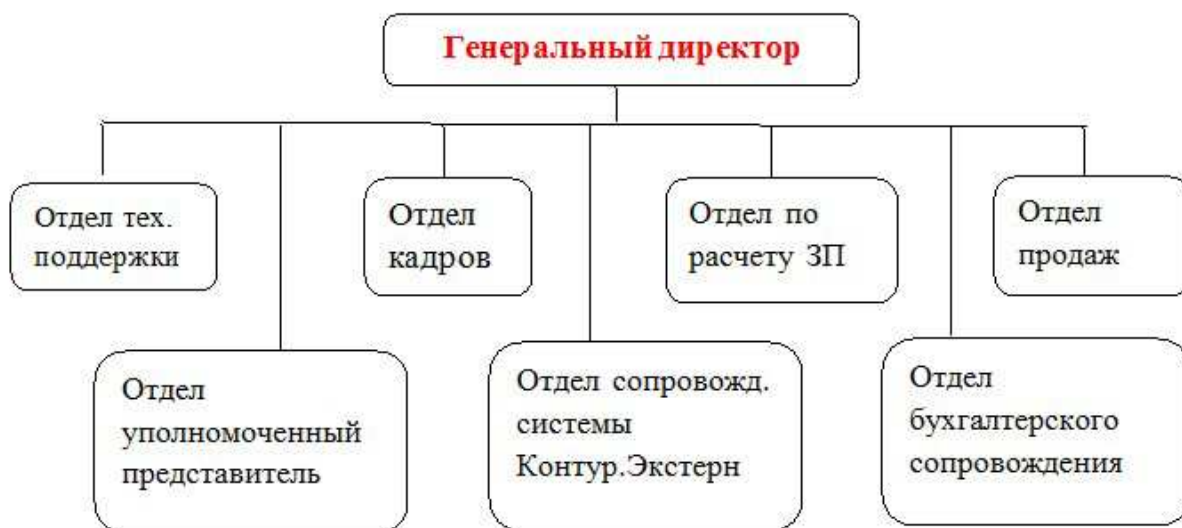 Генеральный директор
Отдел тех.
поддержки
Отдел
кадров
Отдел по
расчету ЗП
Отдел
продаж
Отдел
уполномоченный
представитель
Отдел сопровожд.
системы
Контур.Экстерн
Отдел
бухгалтерского
сопровождения